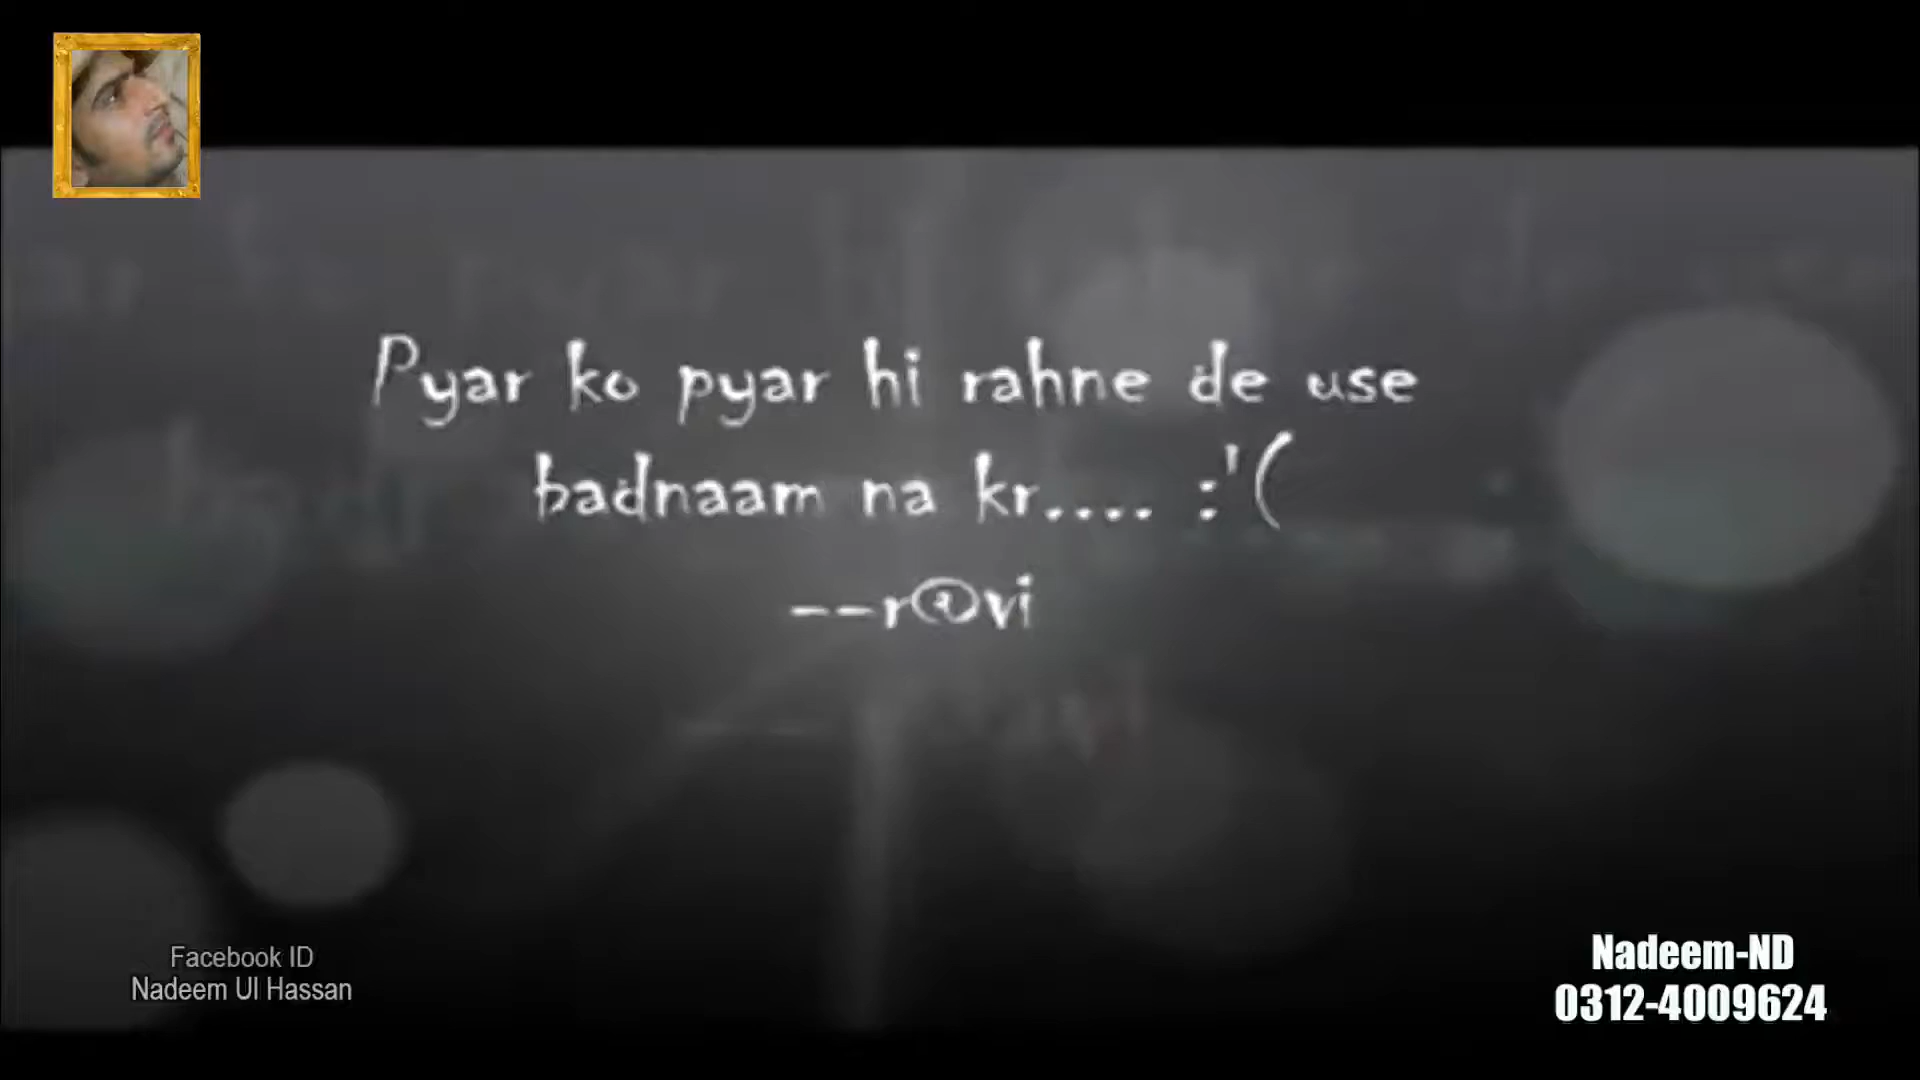 Pyar ko pyar hi rahne de use
badnaam na kr.... :'(
--r@vi
Facebook ID
Nadeem Ul Hassan
Nadeem-ND
0312-4009624